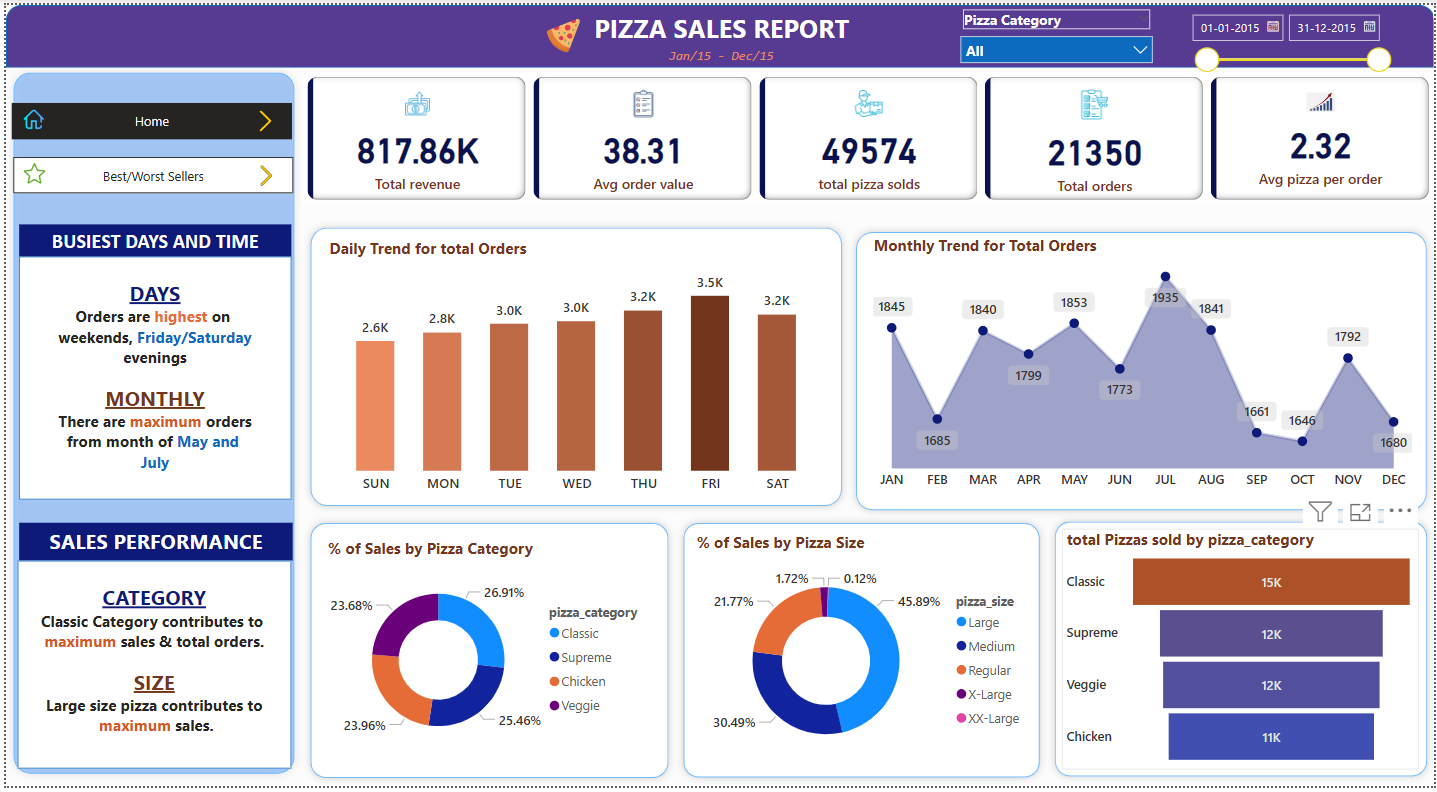 PIZZA SALES REPORT
Jan/15 - Dec/15
Pizza Category
All
01-01-2015
31-12-2015
Home
Best/Worst Sellers
817.86K
Total revenue
38.31
Avg order value
49574
total pizza solds
21350
Total orders
2.32
Avg pizza per order
BUSIEST DAYS AND TIME
DAYS
Orders are highest on
weekends, Friday/Saturday
evenings
MONTHLY
There are maximum orders
from month of May and
July
SALES PERFORMANCE
CATEGORY
Classic Category contributes to
maximum sales & total orders.
SIZE
Large size pizza contributes to
maximum sales.
Daily Trend for total Orders
2.6K
2.8K
3.0K
3.0K
3.2K
3.5K
3.2K
SUN
MON
TUE
WED
THU
FRI
SAT
Monthly Trend for Total Orders
1845
1685
1840
1799
1853
1773
1935
1841
1661
1646
1792
1680
JAN
FEB
MAR
APR
MAY
JUN
JUL
AUG
SEP
OCT
NOV
DEC
% of Sales by Pizza Category
26.91%
25.46%
23.96%
23.68%
pizza_category
Classic
Supreme
Chicken
Veggie
% of Sales by Pizza Size
1.72%
0.12%
21.77%
45.89%
30.49%
pizza_size
Large
Medium
Regular
X-Large
XX-Large
total Pizzas sold by pizza_category
Classic
15K
Supreme
12K
Veggie
12K
Chicken
11K